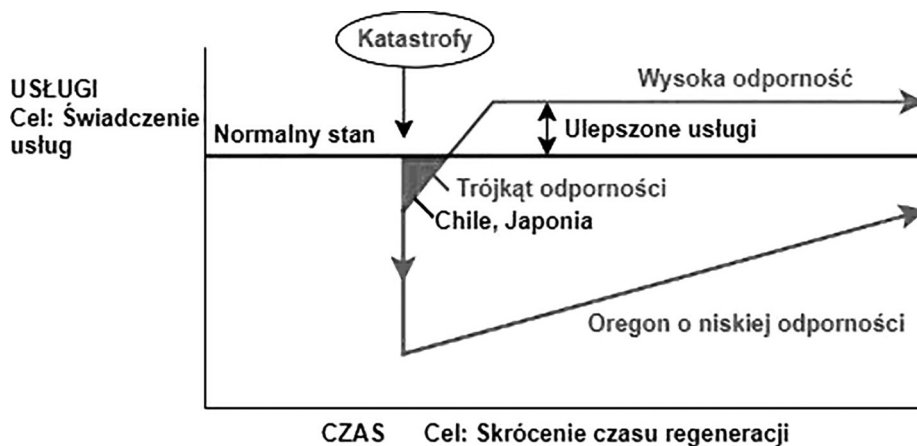 Katastrofy
USŁUGI
Cel: Świadczenie
usług
Wysoka odporność
Normalny stan
Ulepszone usługi
Trójkąt odporności
Chile, Japonia
Oregon o niskiej odporności
CZAS Cel: Skrócenie czasu regeneracji